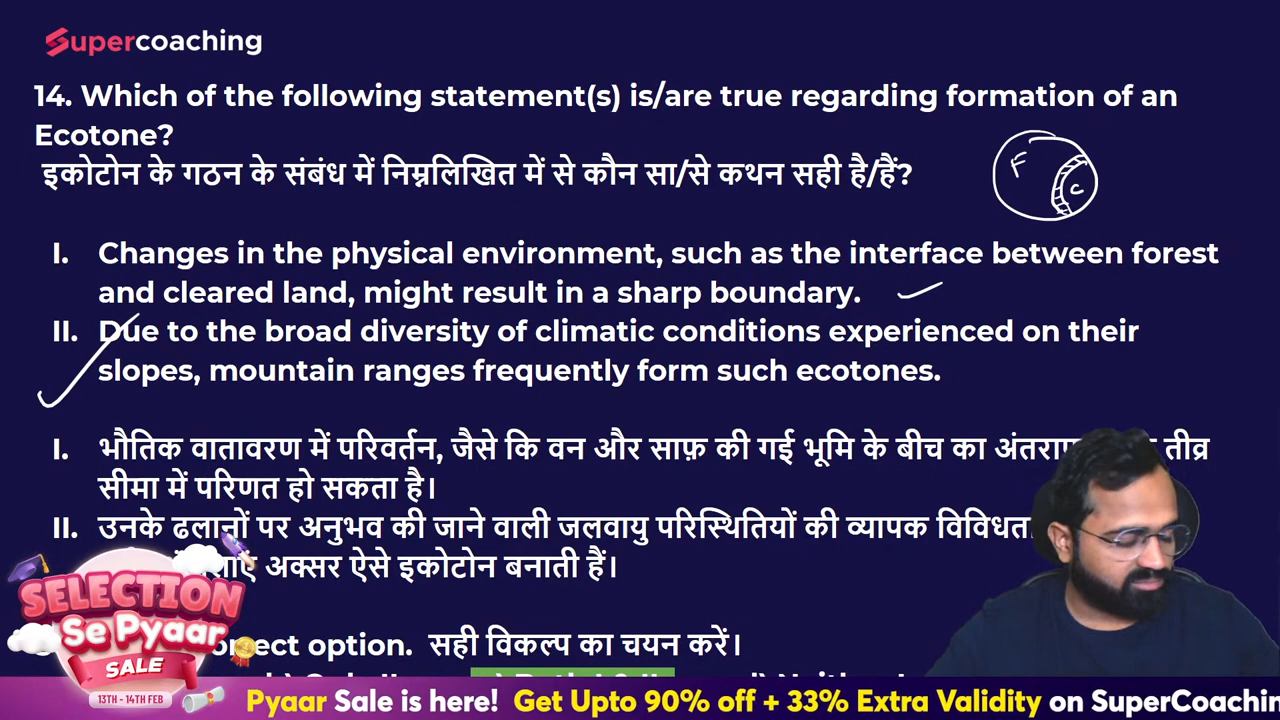 Supercoaching
14. Which of the following statement(s) is/are true regarding formation of an
Ecotone?
इकोटोन के गठन के संबंध में निम्नलिखित में से कौन सा/से कथन सही है/हैं?
F
C
I. Changes in the physical environment, such as the interface between forest
and cleared land, might result in a sharp boundary.
II. Due to the broad diversity of climatic conditions experienced on their
slopes, mountain ranges frequently form such ecotones.
I. भौतिक वातावरण में परिवर्तन, जैसे कि वन और साफ़ की गई भूमि के बीच का तीव्र
सीमा में परिणत हो सकता है।
II. उनके ढलानों पर अनुभव की जाने वाली जलवायु परिस्थितियों की व्यापक
अक्सर ऐसे इकोटोन बनाती हैं।
option. सही विकल्प का चयन करें।
SELECTION
Se Pyaar
SALE
13TH - 14TH FEB
Pyaar Sale is here! Get Upto 90% off + 33% Extra Validity on